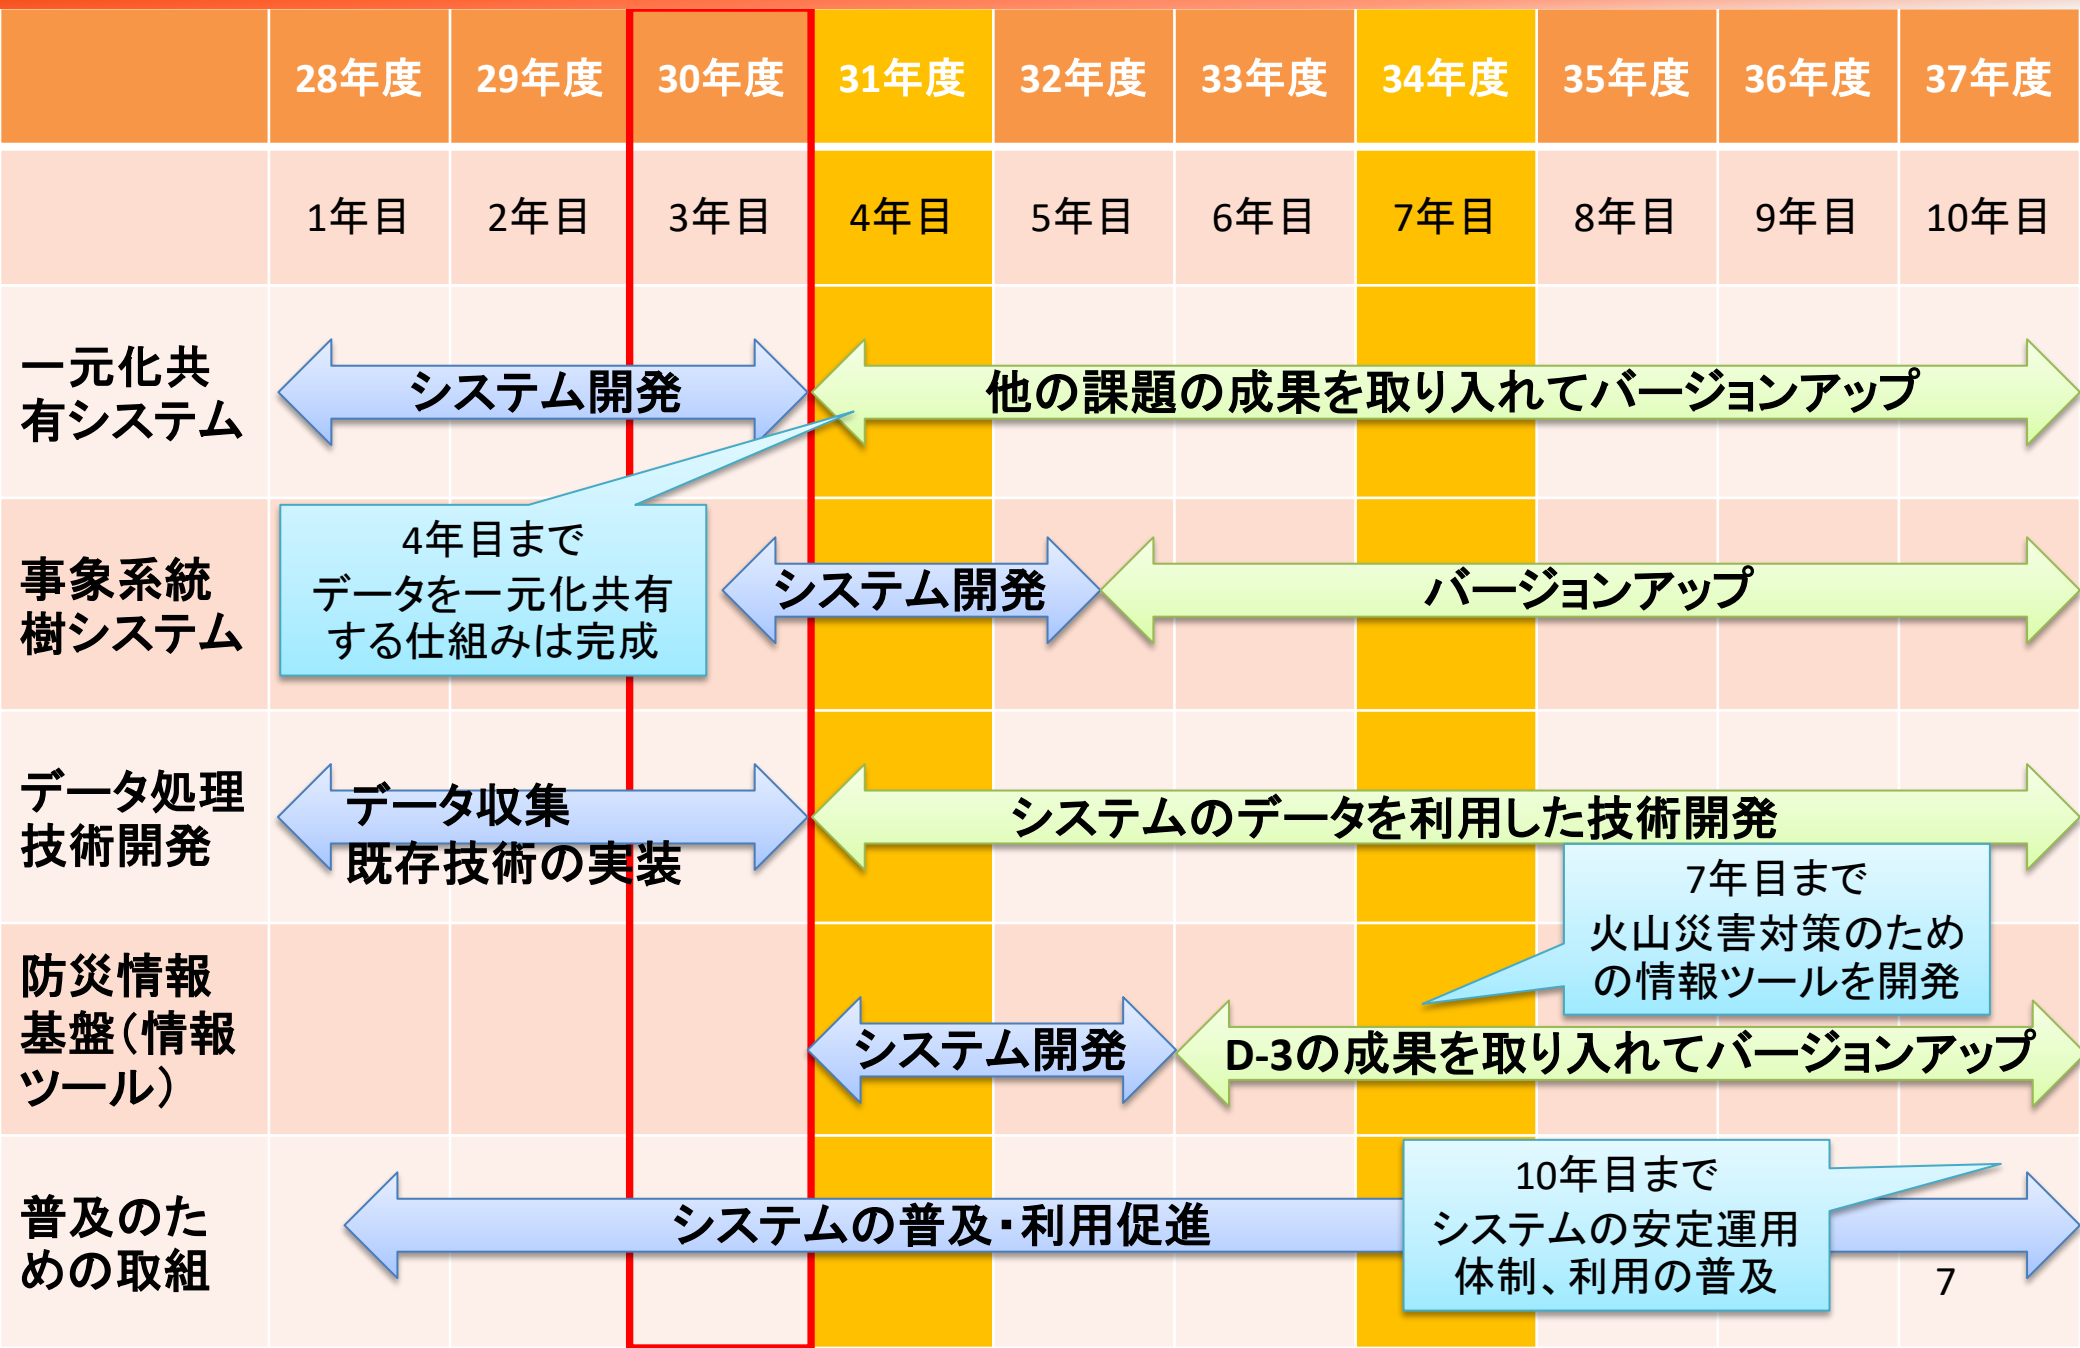 28年度 29年度 30年度 31年度 32年度 33年度 34年度 35年度 36年度 37年度
1年目 2年目 3年目 4年目 5年目 6年目 7年目 8年目 9年目 10年目
一元化共
有システム
システム開発
他の課題の成果を取り入れてバージョンアップ
4年目まで
データを一元化共有
する仕組みは完成
事象系統
樹システム
システム開発
バージョンアップ
データ処理
技術開発
データ収集
既存技術の実装
システムのデータを利用した技術開発
7年目まで
火山災害対策のため
の情報ツールを開発
防災情報
基盤（情報
ツール）
システム開発
D-3の成果を取り入れてバージョンアップ
普及のた
めの取組
システムの普及・利用促進
10年目まで
システムの安定運用
体制、利用の普及
7